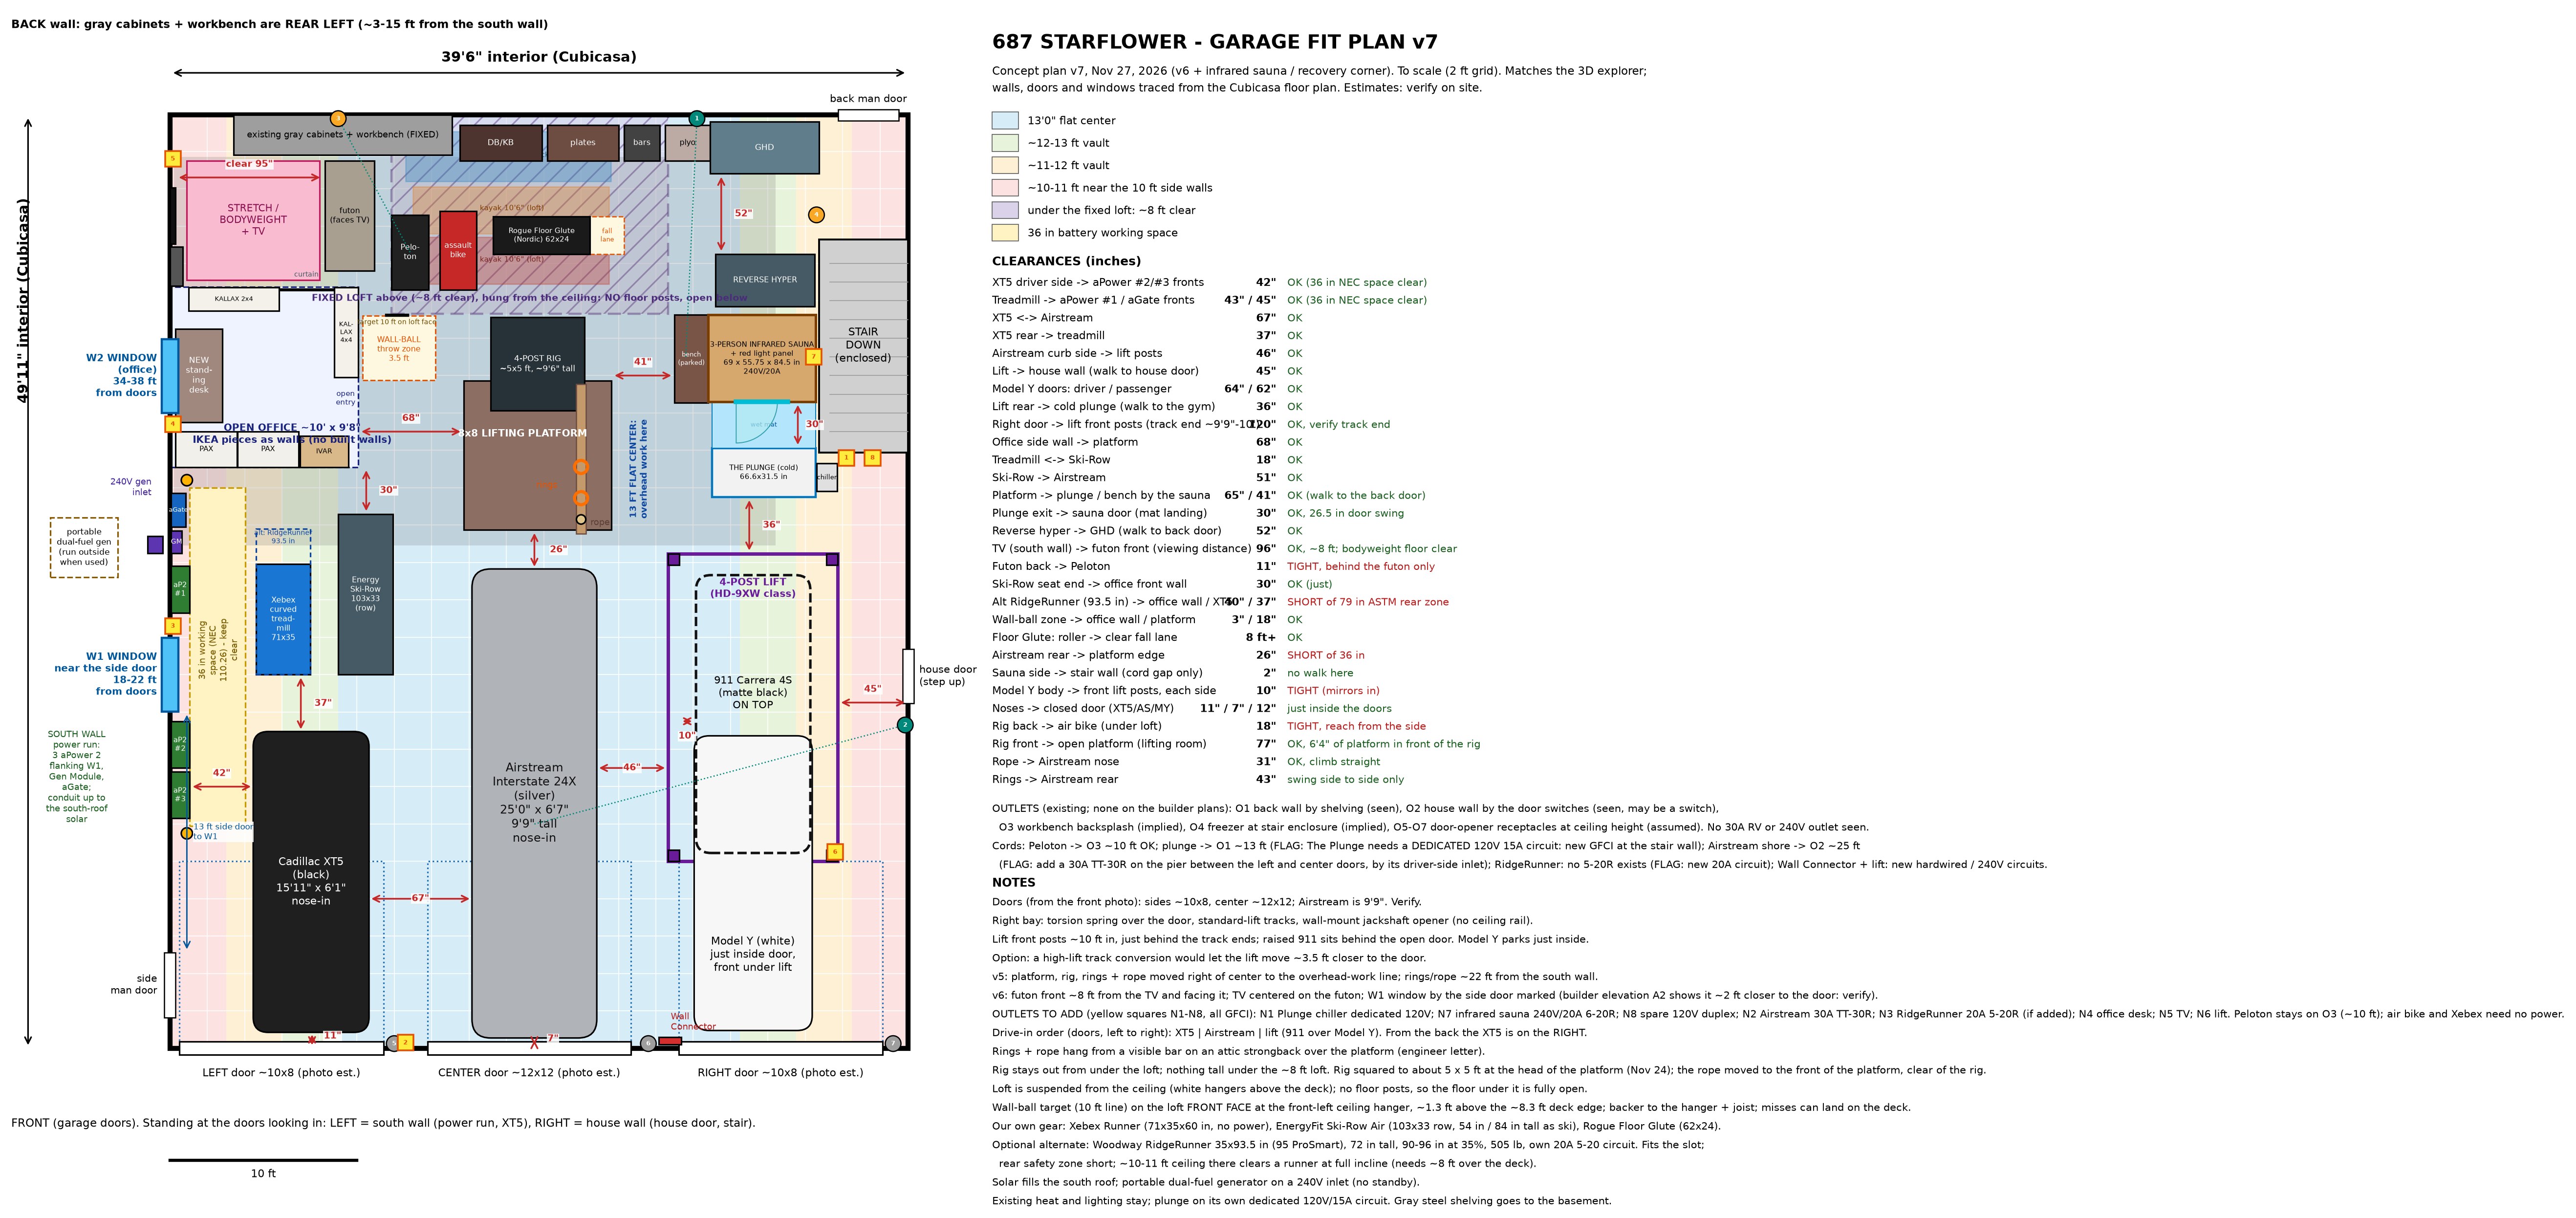 BACK wall: gray cabinets + workbench are REAR LEFT (~3-15 ft from the south wall)
39'6" interior (Cubicasa)
49'11" interior (Cubicasa)
back man door
existing gray cabinets + workbench (FIXED)
3
1
DB/KB
plates
bars
plyo
GHD
5
clear 95"
STRETCH /
BODYWEIGHT
+ TV
futon
(faces TV)
curtain
kayak 10'6" (loft)
Pelo-
ton
assault
bike
Rogue Floor Glute
(Nordic) 62x24
fall
lane
kayak 10'6" (loft)
52"
4
REVERSE HYPER
KALLAX 2x4
FIXED LOFT above (~8 ft clear), hung from the ceiling: NO floor posts, open below
KAL-
LAX
4x4
target 10 ft on loft face
WALL-BALL
throw zone
3.5 ft
4-POST RIG
~5x5 ft, ~9'6" tall
41"
bench
(parked)
3-PERSON INFRARED SAUNA
+ red light panel
69 x 55.75 x 84.5 in
240V/20A
7
STAIR
DOWN
(enclosed)
W2 WINDOW
(office)
34-38 ft
from doors
NEW
stand-
ing
desk
open
entry
4
OPEN OFFICE ~10' x 9'8"
IKEA pieces as walls (no built walls)
PAX
PAX
IVAR
68"
8x8 LIFTING PLATFORM
13 FT FLAT CENTER:
overhead work here
wet mat
30"
THE PLUNGE (cold)
66.6x31.5 in
chiller
1
8
240V gen
inlet
aGate
30"
rope
36"
portable
dual-fuel gen
(run outside
when used)
GM
alt: RidgeRunner
93.5 in
26"
aP2
#1
Xebex
curved
tread-
mill
71x35
Energy
Ski-Row
103x33
(row)
36 in working
space (NEC
110.26) - keep
clear
4-POST LIFT
(HD-9XW class)
3
W1 WINDOW
near the side door
18-22 ft
from doors
37"
911 Carrera 4S
(matte black)
ON TOP
house door
(step up)
45"
2
10"
SOUTH WALL
power run:
3 aPower 2
flanking W1,
Gen Module,
aGate;
conduit up to
the south-roof
solar
aP2
#2
aP2
#3
42"
~13 ft side door
to W1
46"
Airstream
Interstate 24X
(silver)
25'0" x 6'7"
9'9" tall
nose-in
6
Cadillac XT5
(black)
15'11" x 6'1"
nose-in
67"
Model Y (white)
just inside door,
front under lift
side
man door
Wall
Connector
11"
5
2
7"
6
7
LEFT door ~10x8 (photo est.)
CENTER door ~12x12 (photo est.)
RIGHT door ~10x8 (photo est.)
FRONT (garage doors). Standing at the doors looking in: LEFT = south wall (power run, XT5), RIGHT = house wall (house door, stair).
10 ft
687 STARFLOWER - GARAGE FIT PLAN v7
Concept plan v7, Nov 27, 2026 (v6 + infrared sauna / recovery corner). To scale (2 ft grid). Matches the 3D explorer;
walls, doors and windows traced from the Cubicasa floor plan. Estimates: verify on site.
13'0" flat center
~12-13 ft vault
~11-12 ft vault
~10-11 ft near the 10 ft side walls
under the fixed loft: ~8 ft clear
36 in battery working space
CLEARANCES (inches)
XT5 driver side -> aPower #2/#3 fronts 42" OK (36 in NEC space clear)
Treadmill -> aPower #1 / aGate fronts 43" / 45" OK (36 in NEC space clear)
XT5 <-> Airstream 67" OK
XT5 rear -> treadmill 37" OK
Airstream curb side -> lift posts 46" OK
Lift -> house wall (walk to house door) 45" OK
Model Y doors: driver / passenger 64" / 62" OK
Lift rear -> cold plunge (walk to the gym) 36" OK
Right door -> lift front posts (track end ~9'9"-10') 120" OK, verify track end
Office side wall -> platform 68" OK
Treadmill <-> Ski-Row 18" OK
Ski-Row -> Airstream 51" OK
Platform -> plunge / bench by the sauna 65" / 41" OK (walk to the back door)
Plunge exit -> sauna door (mat landing) 30" OK, 26.5 in door swing
Reverse hyper -> GHD (walk to back door) 52" OK
TV (south wall) -> futon front (viewing distance) 96" OK, ~8 ft; bodyweight floor clear
Futon back -> Peloton 11" TIGHT, behind the futon only
Ski-Row seat end -> office front wall 30" OK (just)
Alt RidgeRunner (93.5 in) -> office wall / XT5 40" / 37" SHORT of 79 in ASTM rear zone
Wall-ball zone -> office wall / platform 3" / 18" OK
Floor Glute: roller -> clear fall lane 8 ft+ OK
Airstream rear -> platform edge 26" SHORT of 36 in
Sauna side -> stair wall (cord gap only) 2" no walk here
Model Y body -> front lift posts, each side 10" TIGHT (mirrors in)
Noses -> closed door (XT5/AS/MY) 11" / 7" / 12" just inside the doors
Rig back -> air bike (under loft) 18" TIGHT, reach from the side
Rig front -> open platform (lifting room) 77" OK, 6'4" of platform in front of the rig
Rope -> Airstream nose 31" OK, climb straight
Rings -> Airstream rear 43" swing side to side only
OUTLETS (existing; none on the builder plans): O1 back wall by shelving (seen), O2 house wall by the door switches (seen, may be a switch),
O3 workbench backsplash (implied), O4 freezer at stair enclosure (implied), O5-O7 door-opener receptacles at ceiling height (assumed). No 30A RV or 240V outlet seen.
Cords: Peloton -> O3 ~10 ft OK; plunge -> O1 ~13 ft (FLAG: The Plunge needs a DEDICATED 120V 15A circuit: new GFCI at the stair wall); Airstream shore -> O2 ~25 ft
(FLAG: add a 30A TT-30R on the pier between the left and center doors, by its driver-side inlet); RidgeRunner: no 5-20R exists (FLAG: new 20A circuit); Wall Connector + lift: new hardwired / 240V circuits.
NOTES
Doors (from the front photo): sides ~10x8, center ~12x12; Airstream is 9'9". Verify.
Right bay: torsion spring over the door, standard-lift tracks, wall-mount jackshaft opener (no ceiling rail).
Lift front posts ~10 ft in, just behind the track ends; raised 911 sits behind the open door. Model Y parks just inside.
Option: a high-lift track conversion would let the lift move ~3.5 ft closer to the door.
v5: platform, rig, rings + rope moved right of center to the overhead-work line; rings/rope ~22 ft from the south wall.
v6: futon front ~8 ft from the TV and facing it; TV centered on the futon; W1 window by the side door marked (builder elevation A2 shows it ~2 ft closer to the door: verify).
OUTLETS TO ADD (yellow squares N1-N8, all GFCI): N1 Plunge chiller dedicated 120V; N7 infrared sauna 240V/20A 6-20R; N8 spare 120V duplex; N2 Airstream 30A TT-30R; N3 RidgeRunner 20A 5-20R (if added); N4 office desk; N5 TV; N6 lift. Peloton stays on O3 (~10 ft); air bike and Xebex need no power.
Drive-in order (doors, left to right): XT5 | Airstream | lift (911 over Model Y). From the back the XT5 is on the RIGHT.
Rings + rope hang from a visible bar on an attic strongback over the platform (engineer letter).
Rig stays out from under the loft; nothing tall under the ~8 ft loft. Rig squared to about 5 x 5 ft at the head of the platform (Nov 24); the rope moved to the front of the platform, clear of the rig.
Loft is suspended from the ceiling (white hangers above the deck); no floor posts, so the floor under it is fully open.
Wall-ball target (10 ft line) on the loft FRONT FACE at the front-left ceiling hanger, ~1.3 ft above the ~8.3 ft deck edge; backer to the hanger + joist; misses can land on the deck.
Our own gear: Xebex Runner (71x35x60 in, no power), EnergyFit Ski-Row Air (103x33 row, 54 in / 84 in tall as ski), Rogue Floor Glute (62x24).
Optional alternate: Woodway RidgeRunner 35x93.5 in (95 ProSmart), 72 in tall, 90-96 in at 35%, 505 lb, own 20A 5-20 circuit. Fits the slot;
rear safety zone short; ~10-11 ft ceiling there clears a runner at full incline (needs ~8 ft over the deck).
Solar fills the south roof; portable dual-fuel generator on a 240V inlet (no standby).
Existing heat and lighting stay; plunge on its own dedicated 120V/15A circuit. Gray steel shelving goes to the basement.